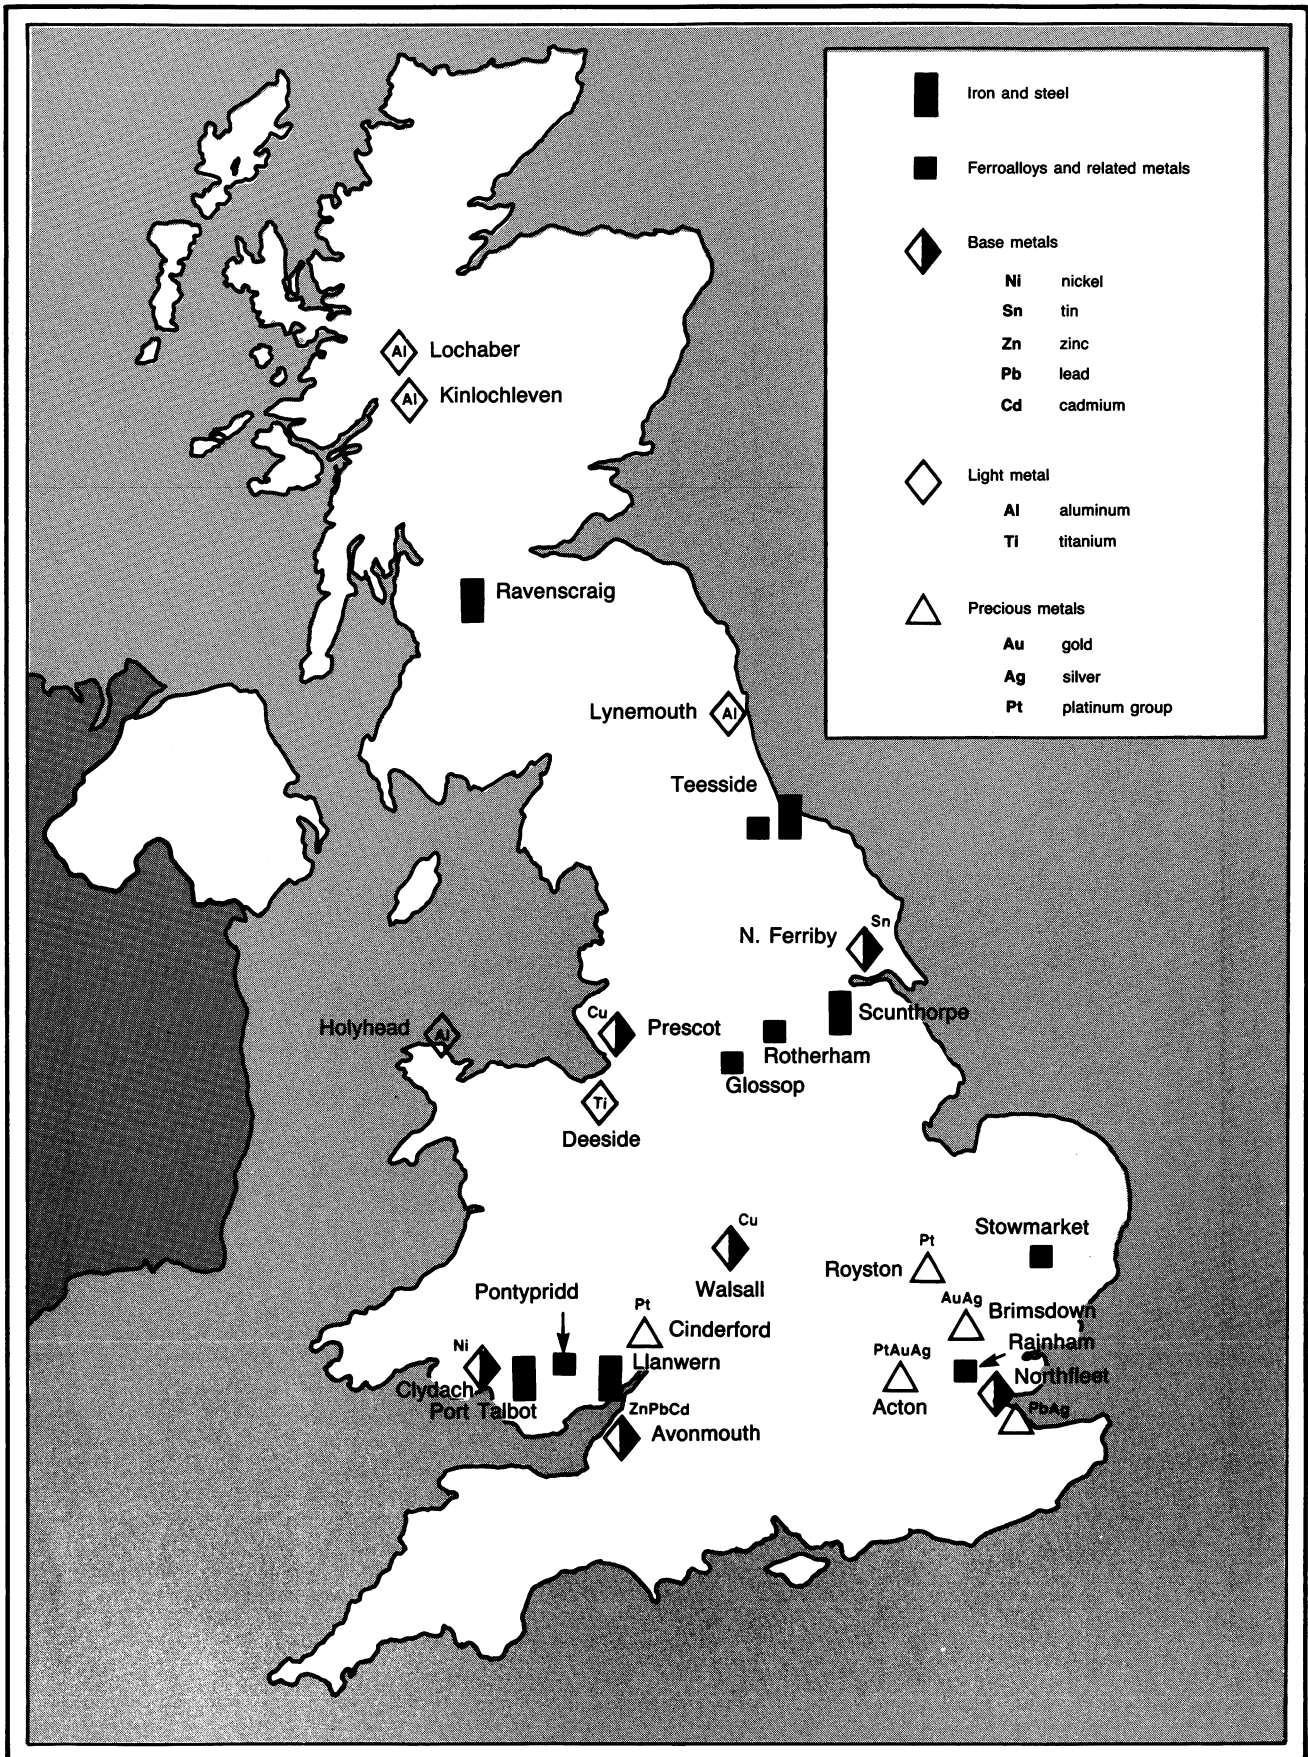 Iron and steel
Ferroalloys and related metals
Base metals
Ni nickel
Sn tin
Zn zinc
Pb lead
Cd cadmium
Light metal
Al aluminum
Ti titanium
Precious metals
Au gold
Ag silver
Pt platinum group
Al Lochaber
Al Kinlochleven
Ravenscraig
Lynemouth Al
Teesside
Sn
N. Ferriby
Cu
Prescot
Scunthorpe
Holyhead Al
Rotherham
Glossop
Ti
Deeside
Cu
Walsall
Stowmarket
Pt
Royston
Pontypridd
Pt
Cinderford
AuAg
Brimsdown
Rainham
Ni
Clydach
Llanwern
PtAuAg
Acton
Northfleet
PbAg
Port Talbot
ZnPbCd
Avonmouth